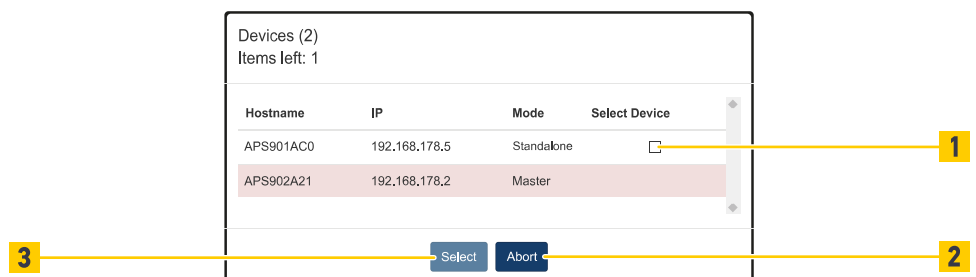 Devices (2)
Items left: 1
Hostname IP Mode Select Device
APS901AC0 192.168.178.5 Standalone
1
APS902A21 192.168.178.2 Master
3
Select Abort
2